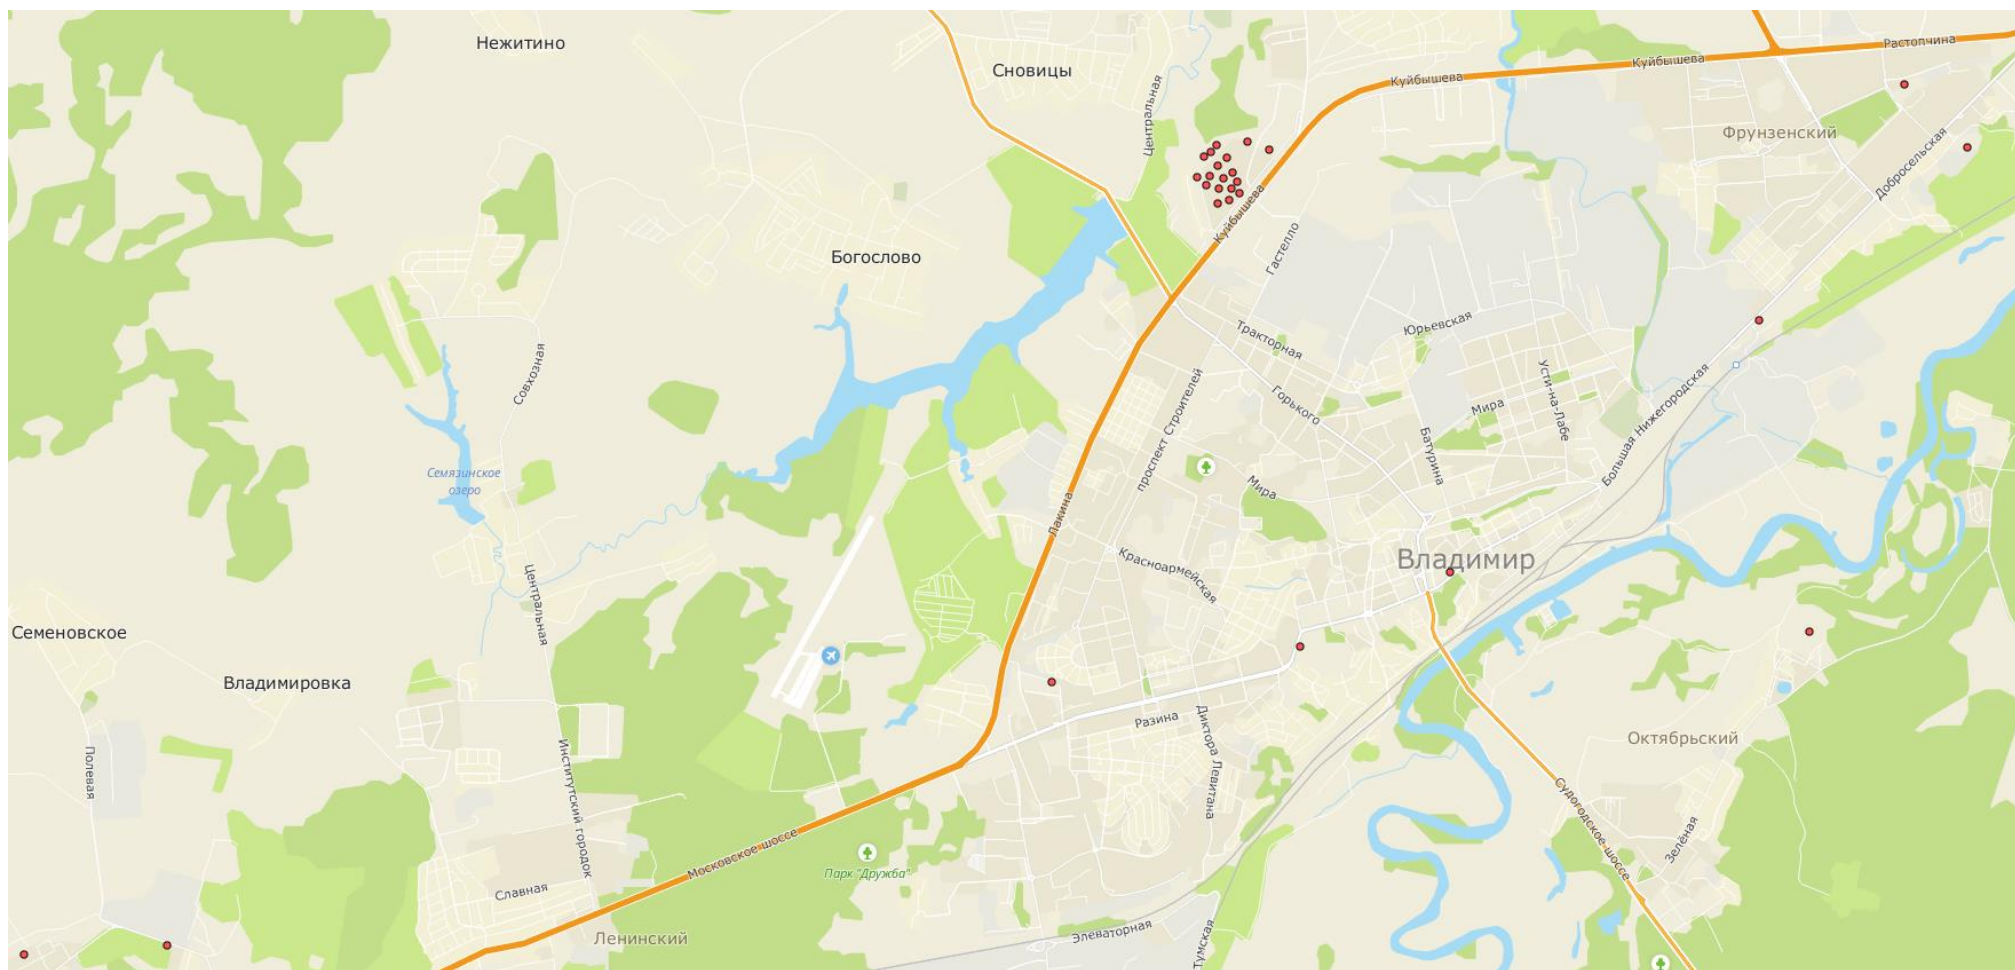 Нежитино
Сновицы
Растопчина
Куйбышева
Куйбышева
Центральная
Фрунзенский
Добросельская
Куйбышева
Гастелло
Богослово
Юрьевская
Тракторная
Совхозная
проспект Строителей
Горького
Мира
Усти-на-Лабе
Большая Нижегородская
Батурина
Семязинское
озеро
Мира
Лакина
Красноармейская
Владимир
Центральная
Семеновское
Владимировка
Разина
Диктора Левитана
Октябрьский
Полевая
Институтский городок
Судогодское шоссе
Зелёная
Московское шоссе
Парк "Дружба"
Славная
Ленинский
Элеваторная
Тумская